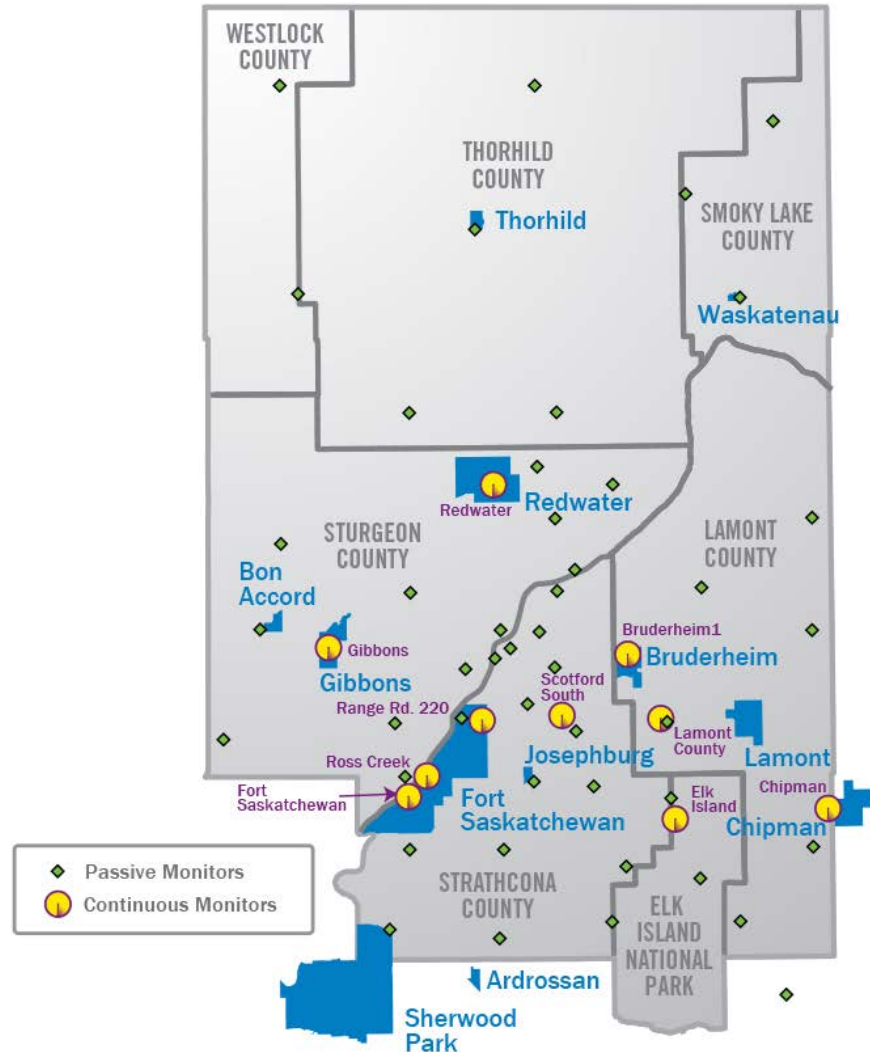 WESTLOCK
COUNTY
THORHILD
COUNTY
Thorhild
SMOKY LAKE
COUNTY
Waskatenau
Redwater
Redwater
STURGEON
COUNTY
LAMONT
COUNTY
Bon
Accord
Gibbons
Gibbons
Bruderheim1
Bruderheim
Scotford
South
Range Rd. 220
Lamont
County
Lamont
Josephburg
Ross Creek
Fort
Saskatchewan
Fort
Saskatchewan
Elk
Island
Chipman
Chipman
Passive Monitors
Continuous Monitors
STRATHCONA
COUNTY
ELK
ISLAND
NATIONAL
PARK
Ardrossan
Sherwood
Park